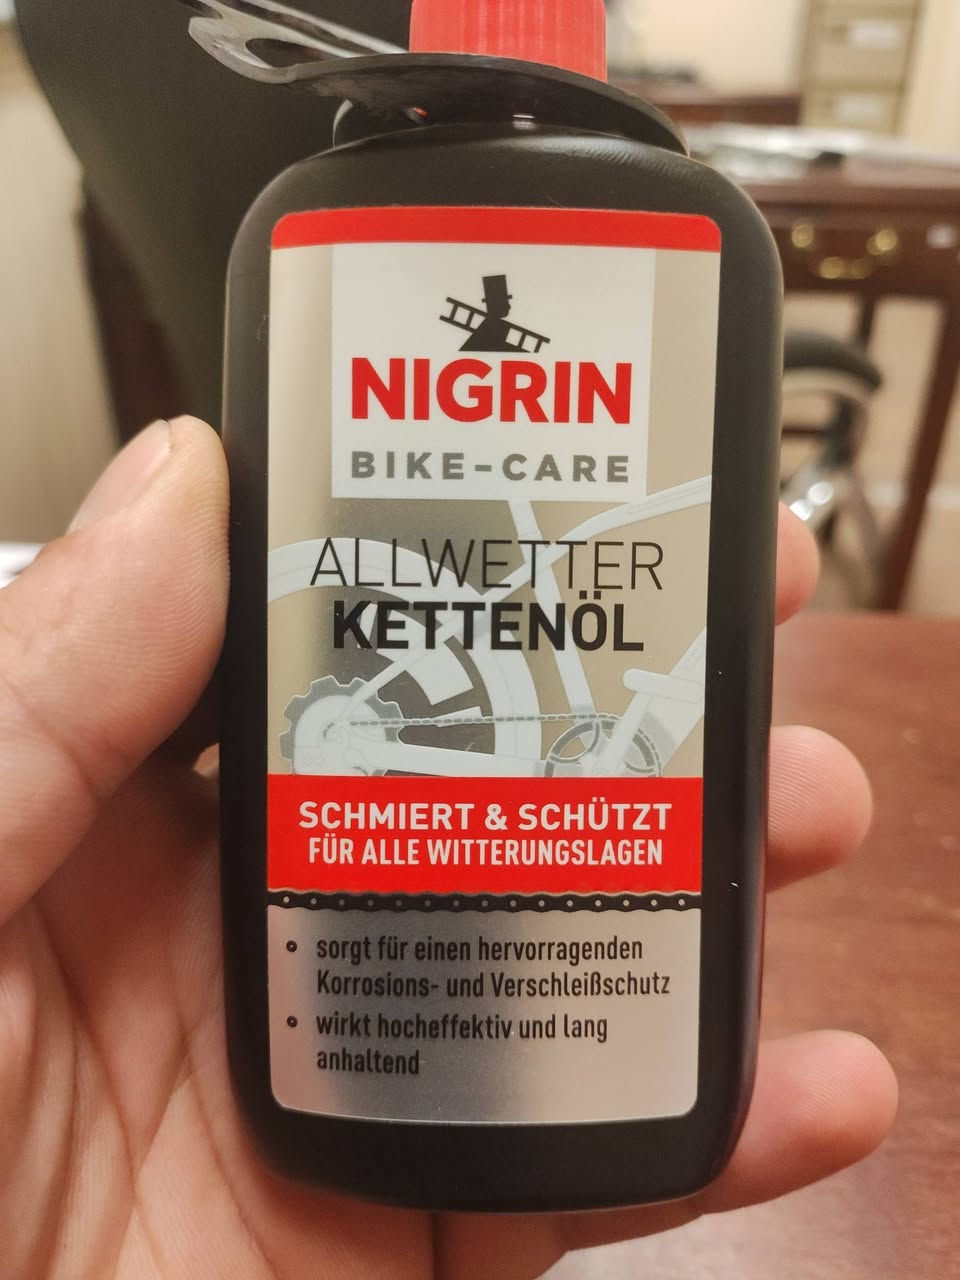 NIGRIN
BIKE-CARE
ALLWETTER
KETTENÖL
SCHMIERT & SCHÜTZT
FÜR ALLE WITTERUNGSLAGEN
• sorgt für einen hervorragenden
Korrosions- und Verschleißschutz
• wirkt hocheffektiv und lang
anhaltend